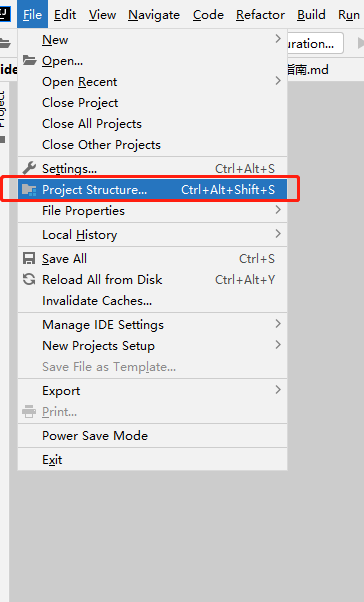 File Edit View Navigate Code Refactor Build Run
New
Open...
Open Recent
Close Project
Close All Projects
Close Other Projects
Settings... Ctrl+Alt+S
Project Structure... Ctrl+Alt+Shift+S
File Properties
Local History
Save All Ctrl+S
Reload All from Disk Ctrl+Alt+Y
Invalidate Caches...
Manage IDE Settings
New Projects Setup
Save File as Template...
Export
Print...
Power Save Mode
Exit
uration...
ide
指南.md
Project